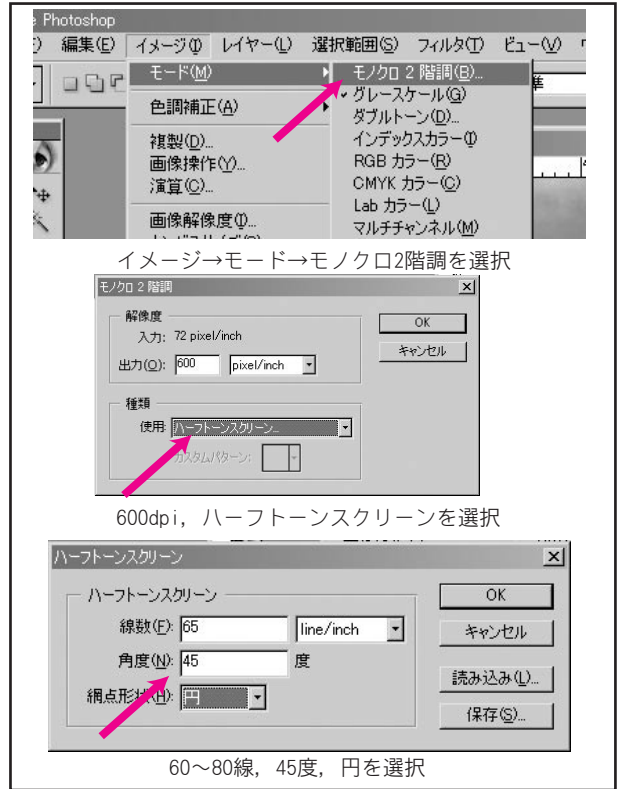 Photoshop
編集(E) イメージ(I) レイヤー(L) 選択範囲(S) フィルタ(T) ビュー(V)
モード(M)
色調補正(A)
複製(D)...
画像操作(Y)...
演算(C)...
画像解像度(I)...
モノクロ 2 階調(B)...
グレースケール(G)
ダブルトーン(D)...
インデックスカラー(I)
RGB カラー(R)
CMYK カラー(C)
Lab カラー(L)
マルチチャンネル(M)
準
イメージ→モード→モノクロ2階調を選択
モノクロ 2 階調
解像度
入力: 72 pixel/inch
出力(O): 600 pixel/inch
OK
キャンセル
種類
使用: ハーフトーンスクリーン...
カスタムパターン:
600dpi, ハーフトーンスクリーンを選択
ハーフトーンスクリーン
ハーフトーンスクリーン
線数(F): 65 line/inch
角度(N): 45 度
網点形状(H): 円
OK
キャンセル
読み込み(L)...
保存(S)...
60～80線, 45度, 円を選択